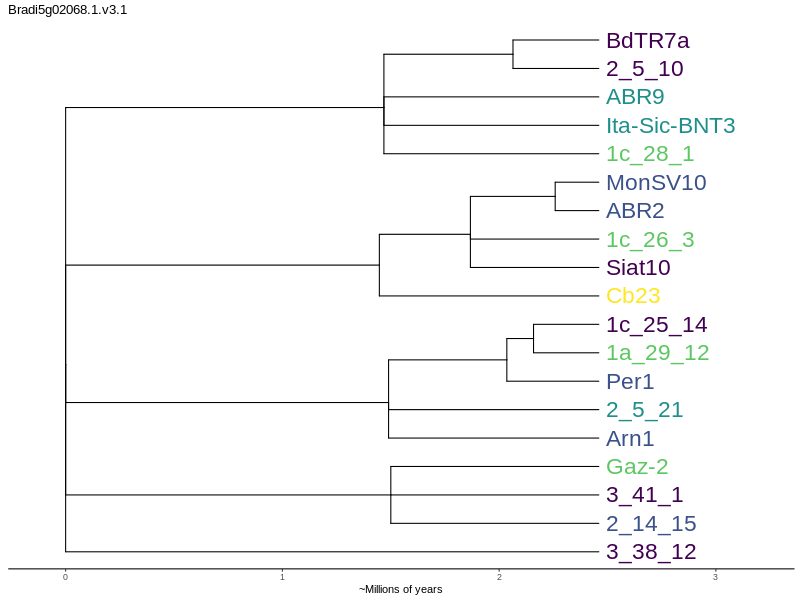 Bradi5g02068.1.v3.1
BdTR7a
2_5_10
ABR9
Ita-Sic-BNT3
1c_28_1
MonSV10
ABR2
1c_26_3
Siat10
Cb23
1c_25_14
1a_29_12
Per1
2_5_21
Arn1
Gaz-2
3_41_1
2_14_15
3_38_12
0 1 2 3
~Millions of years